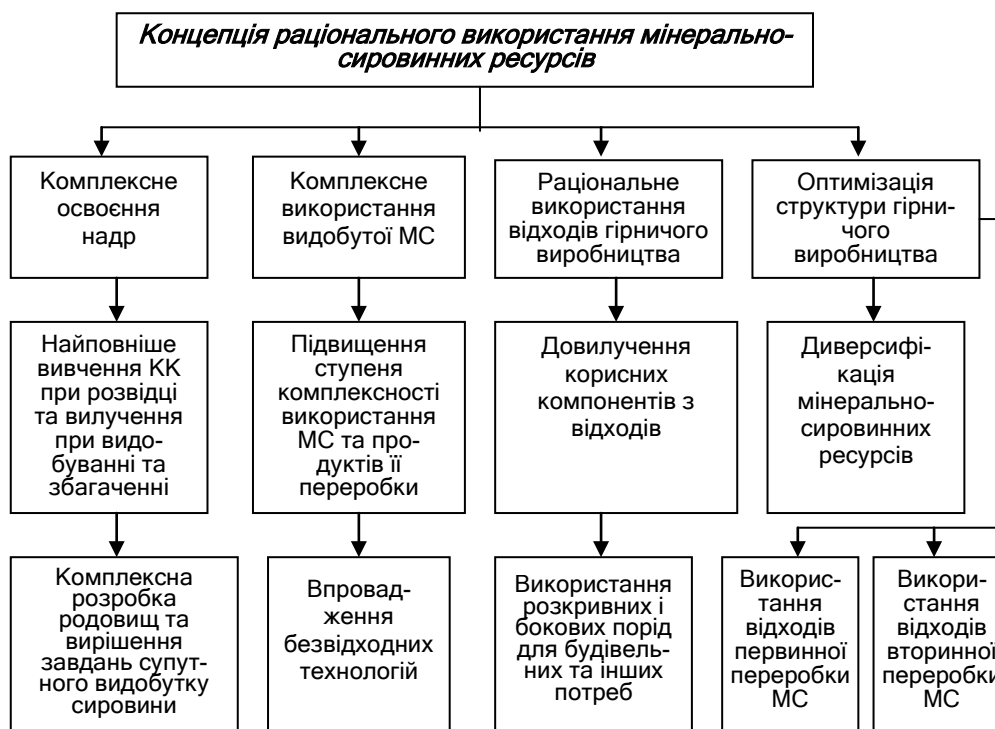 Концепція раціонального використання мінерально-
сировинних ресурсів
Комплексне
освоєння
надр
Комплексне
використання
видобутої МС
Раціональне
використання
відходів гірничого
виробництва
Оптимізація
структури гірни-
чого
виробництва
Найповніше
вивчення КК
при розвідці
та вилучення
при видо-
буванні та
збагаченні
Підвищення
ступеня
комплексності
використання
МС та про-
дуктів її
переробки
Довилучення
корисних
компонентів з
відходів
Диверсифі-
кація
мінерально-
сировинних
ресурсів
Комплексна
розробка
родовищ та
вирішення
завдань супут-
ного видобутку
сировини
Впровад-
ження
безвідходних
технологій
Використання
розкривних і
бокових порід
для будівель-
них та інших
потреб
Викорис-
тання
відходів
первинної
переробки
МС
Викори-
стання
відходів
вторинної
переробки
МС